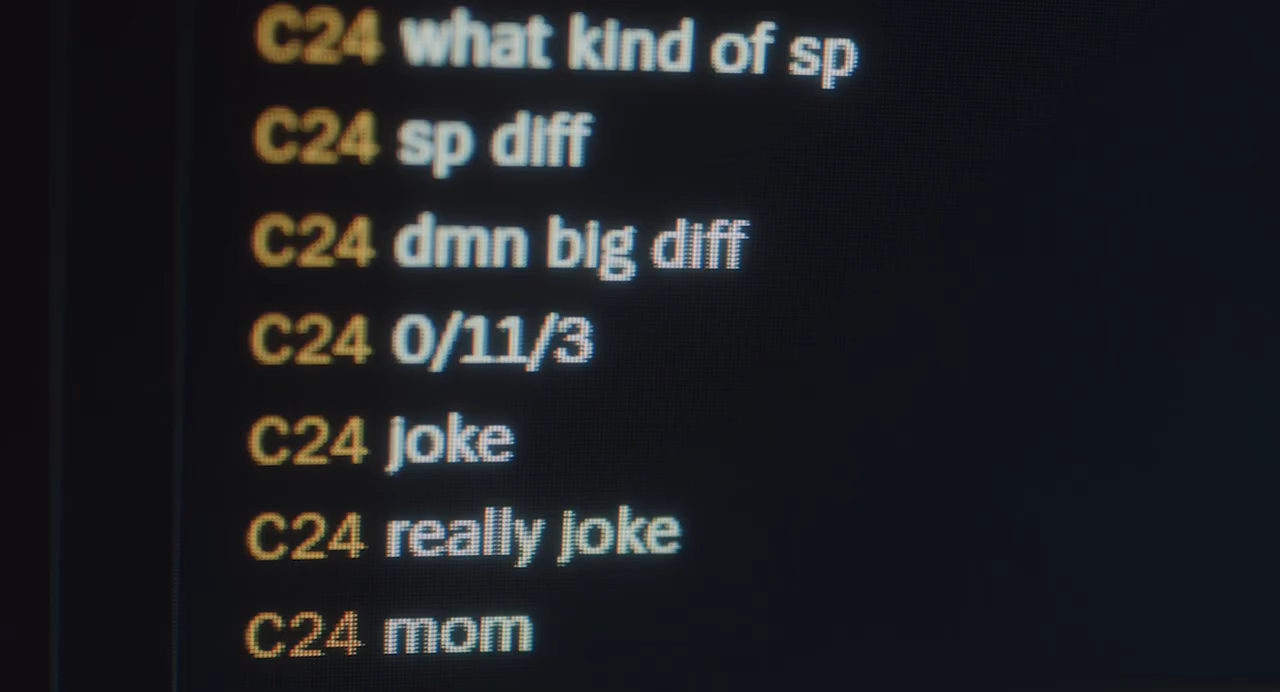 C24 what kind of sp
C24 sp diff
C24 dmn big diff
C24 0/11/3
C24 joke
C24 really joke
C24 mom